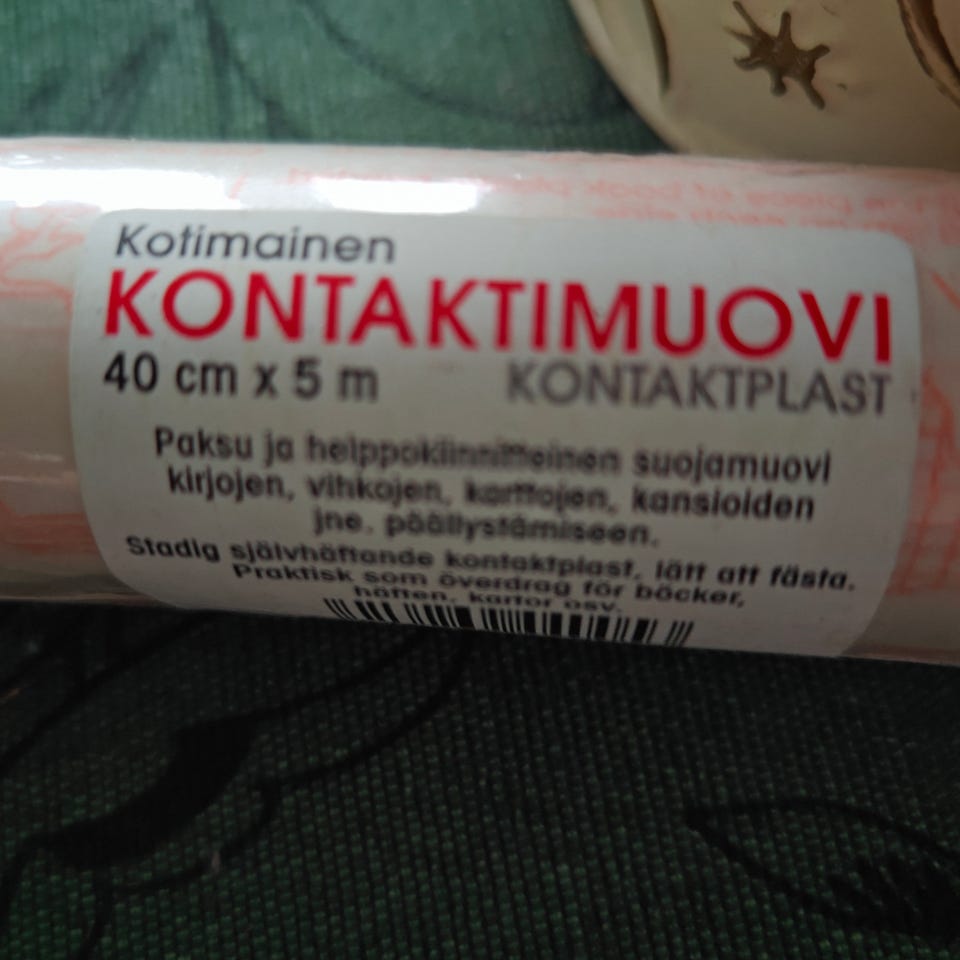 Kotimainen
KONTAKTIMUOVI
40 cm x 5 m
KONTAKTPLAST
Paksu ja helppokiinnitteinen suojamuovi
kirjojen, vihkojen, karttojen, kansioiden
jne. päällystämiseen.
Stadig självhäftande kontaktplast, lätt att fästa.
Praktisk som överdrag för böcker,
häften, kartor osv.